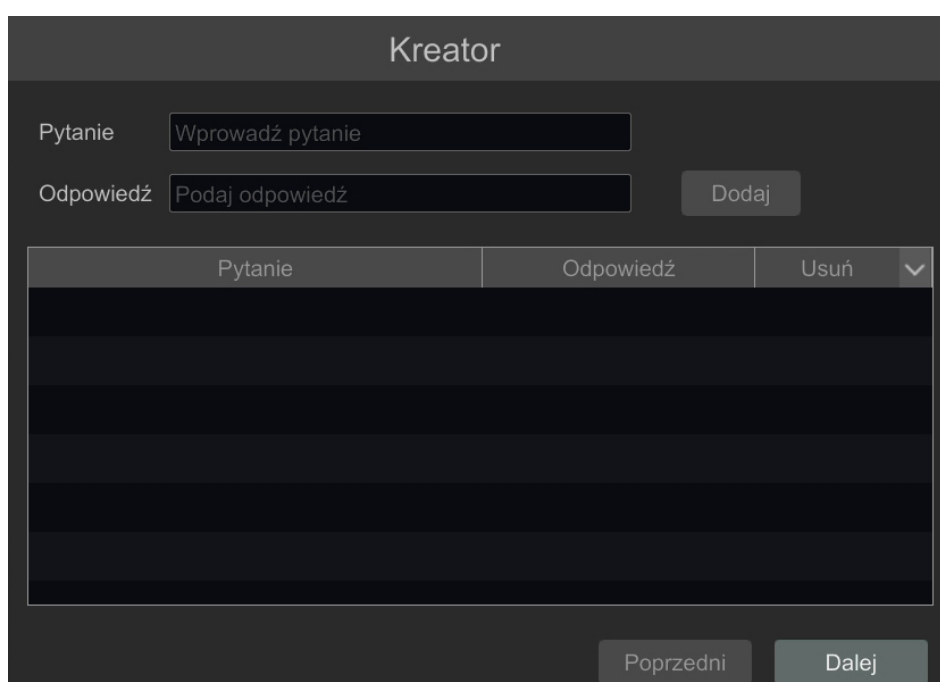 Kreator
Pytanie Wprowadź pytanie
Odpowiedź Podaj odpowiedź Dodaj
Pytanie Odpowiedź Usuń
Poprzedni Dalej